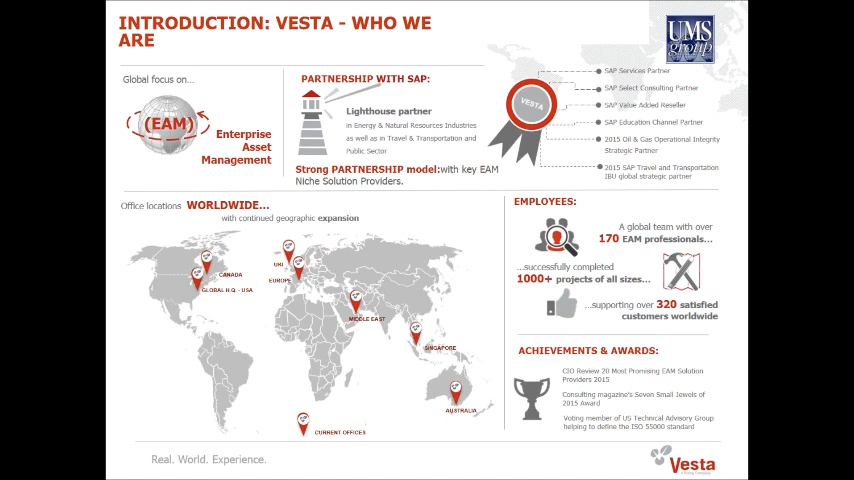 INTRODUCTION: VESTA - WHO WE
ARE
UMS
group
Global focus on...
(EAM)
Enterprise
Asset
Management
PARTNERSHIP WITH SAP:
Lighthouse partner
in Energy & Natural Resources Industries
as well as in Travel & Transportation and
Public Sector
Strong PARTNERSHIP model:with key EAM
Niche Solution Providers.
VESTA
SAP Services Partner
SAP Select Consulting Partner
SAP Value Added Reseller
SAP Education Channel Partner
2015 Oil & Gas Operational Integrity
Strategic Partner
2015 SAP Travel and Transportation
IBU global strategic partner
Office locations WORLDWIDE...
with continued geographic expansion
CANADA
GLOBAL H.Q. - USA
UKI
EUROPE
MIDDLE EAST
SINGAPORE
AUSTRALIA
CURRENT OFFICES
EMPLOYEES:
A global team with over
170 EAM professionals...
...successfully completed
1000+ projects of all sizes...
...supporting over 320 satisfied
customers worldwide
ACHIEVEMENTS & AWARDS:
CIO Review 20 Most Promising EAM Solution
Providers 2015
Consulting magazine's Seven Small Jewels of
2015 Award
Voting member of US Technical Advisory Group
helping to define the ISO 55000 standard
Real. World. Experience.
Vesta